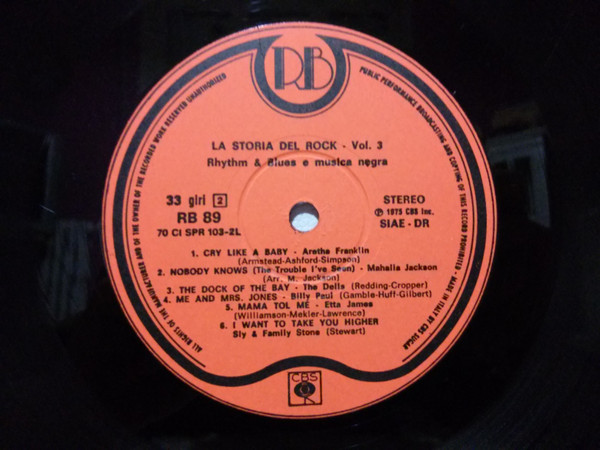 RB
LA STORIA DEL ROCK - Vol. 3
Rhythm & Blues e musica negra
33 giri 2
RB 89
70 CI SPR 103-2L
STEREO
℗ 1975 CBS Inc.
SIAE - DR
1. CRY LIKE A BABY - Aretha Franklin
(Armstead-Ashford-Simpson)
2. NOBODY KNOWS (The Trouble I've Seen) - Mahalia Jackson
(Arr. M. Jackson)
3. THE DOCK OF THE BAY - The Dells (Redding-Cropper)
4. ME AND MRS. JONES - Billy Paul (Gamble-Huff-Gilbert)
5. MAMA TOL ME - Etta James
(Williamson-Mekler-Lawrence)
6. I WANT TO TAKE YOU HIGHER
Sly & Family Stone (Stewart)
CBS
ALL RIGHTS OF THE MANUFACTURER AND OF THE OWNER OF THE RECORDED WORK RESERVED UNAUTHORIZED
PUBLIC PERFORMANCE BROADCASTING AND COPYING OF THIS RECORD PROHIBITED - MADE IN ITALY BY CBS SUGAR